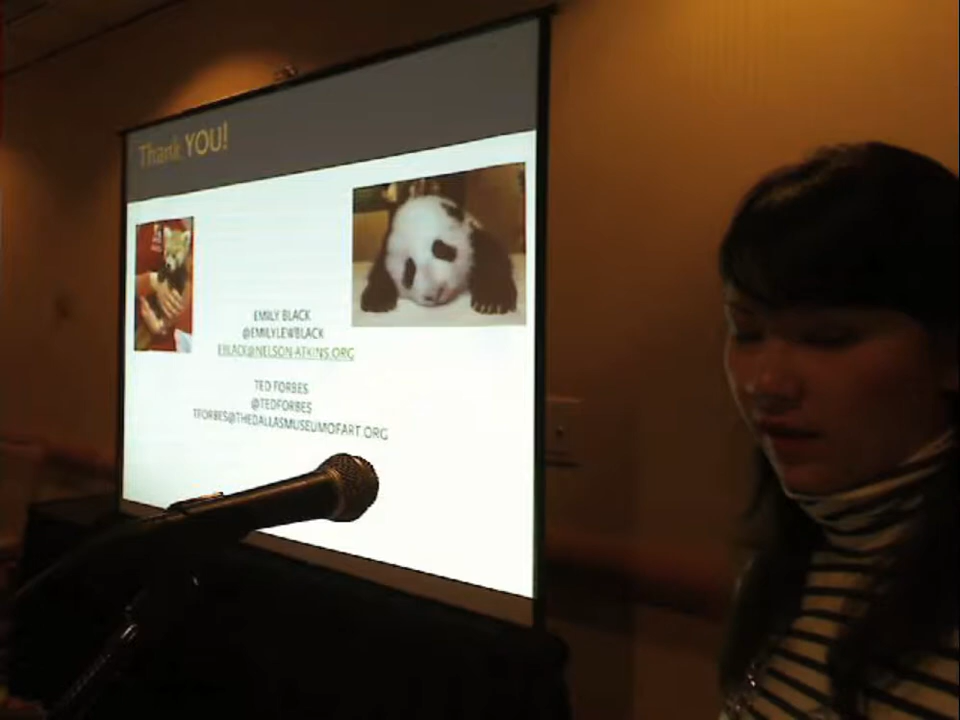 Thank YOU!
EMILY BLACK
@EMILYLEWBLACK
EBLACK@NELSON-ATKINS.ORG
TED FORBES
@TEDFORBES
TFORBES@THEDALLASMUSEUMOFART.ORG